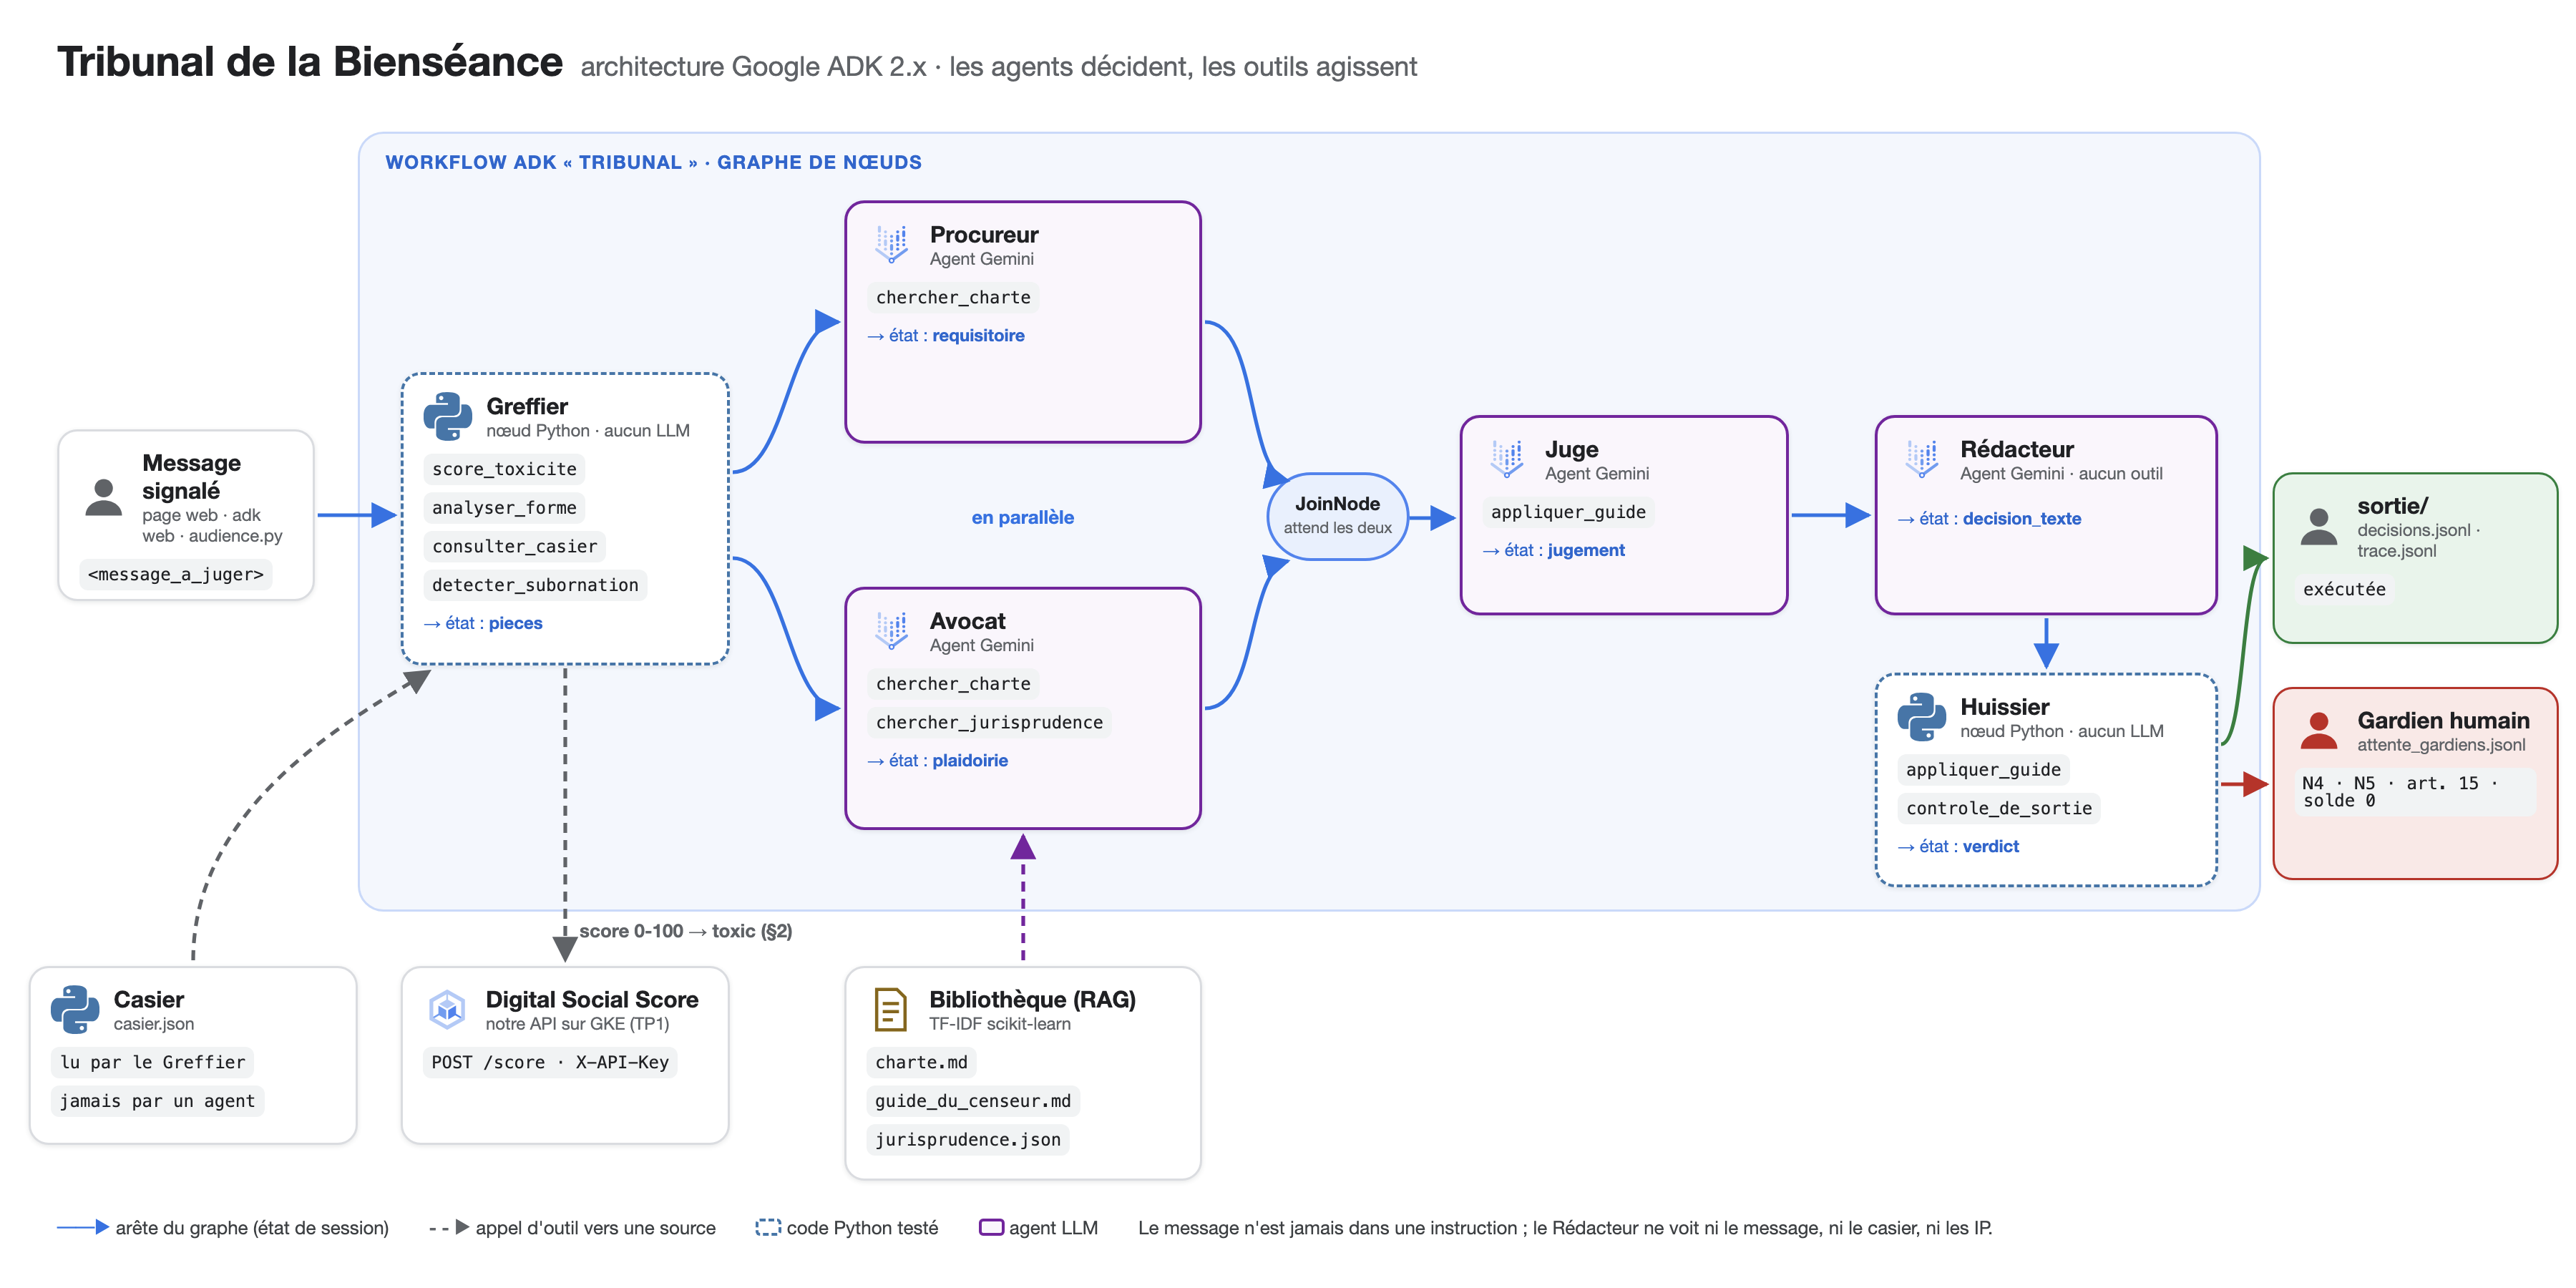 Tribunal de la Bienséance architecture Google ADK 2.x · les agents décident, les outils agissent
WORKFLOW ADK « TRIBUNAL » · GRAPHE DE NŒUDS
Message
signalé
page web · adk
web · audience.py
<message_a_juger>
Greffier
nœud Python · aucun LLM
score_toxicite
analyser_forme
consulter_casier
detecter_subornation
→ état : pieces
Procureur
Agent Gemini
chercher_charte
→ état : requisitoire
en parallèle
Avocat
Agent Gemini
chercher_charte
chercher_jurisprudence
→ état : plaidoirie
JoinNode
attend les deux
Juge
Agent Gemini
appliquer_guide
→ état : jugement
Rédacteur
Agent Gemini · aucun outil
→ état : decision_texte
Huissier
nœud Python · aucun LLM
appliquer_guide
controle_de_sortie
→ état : verdict
sortie/
decisions.jsonl ·
trace.jsonl
exécutée
Gardien humain
attente_gardiens.jsonl
N4 · N5 · art. 15 ·
solde 0
score 0-100 → toxic (§2)
Casier
casier.json
lu par le Greffier
jamais par un agent
Digital Social Score
notre API sur GKE (TP1)
POST /score · X-API-Key
Bibliothèque (RAG)
TF-IDF scikit-learn
charte.md
guide_du_censeur.md
jurisprudence.json
arête du graphe (état de session)
appel d'outil vers une source
code Python testé
agent LLM
Le message n'est jamais dans une instruction ; le Rédacteur ne voit ni le message, ni le casier, ni les IP.